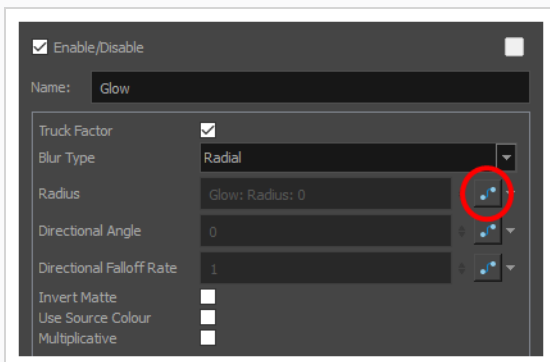 Enable/Disable
Name: Glow
Truck Factor
Blur Type Radial
Radius Glow: Radius: 0
Directional Angle 0
Directional Falloff Rate 1
Invert Matte
Use Source Colour
Multiplicative